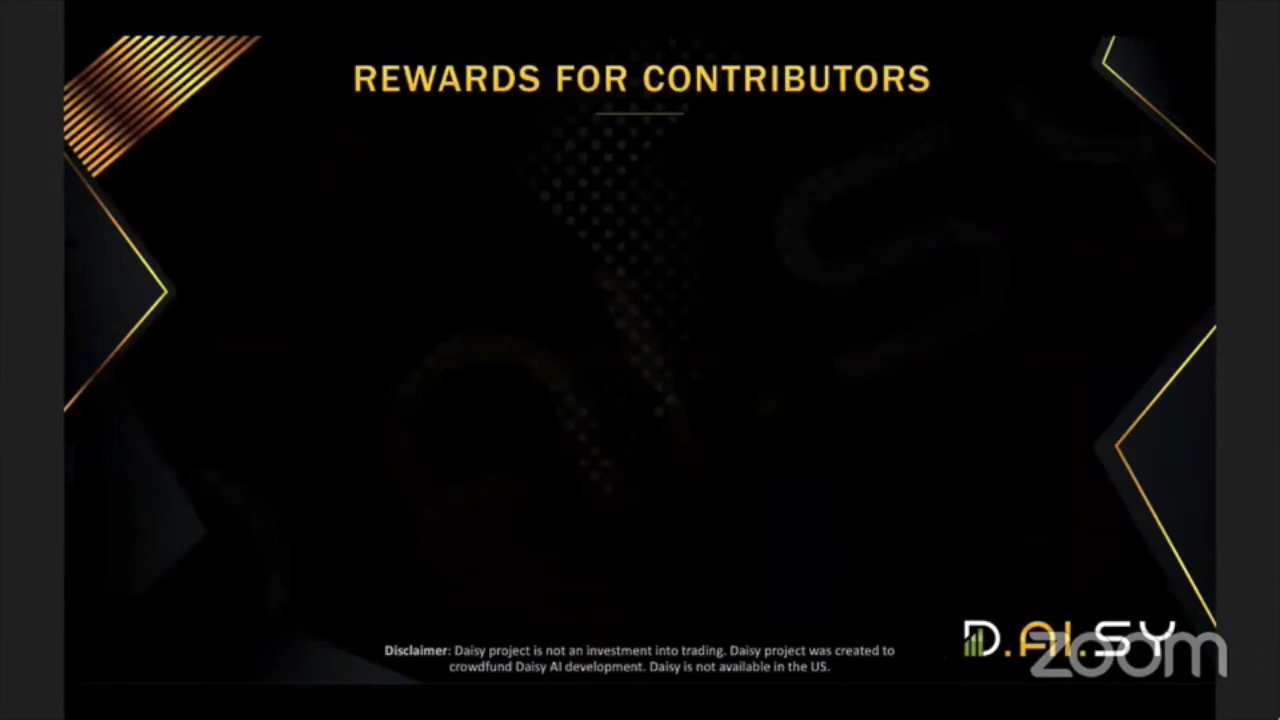 REWARDS FOR CONTRIBUTORS
Disclaimer: Daisy project is not an investment into trading. Daisy project was created to
crowdfund Daisy AI development. Daisy is not available in the US.
D.AI.SY
zoom